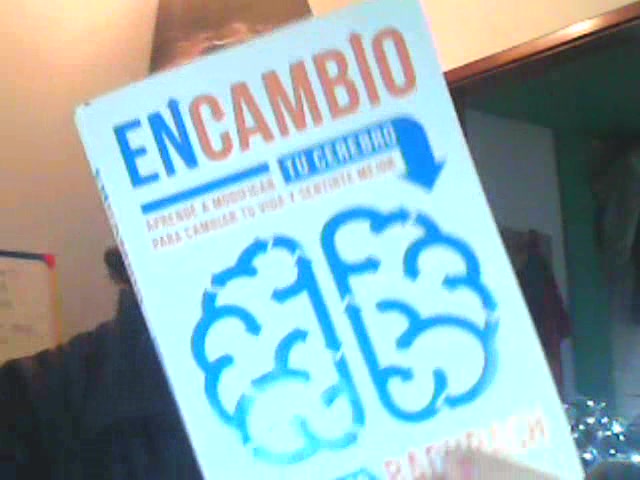 ENCAMBIO
APRENDE A MODIFICAR TU CEREBRO
PARA CAMBIAR TU VIDA Y SENTIRTE MEJOR